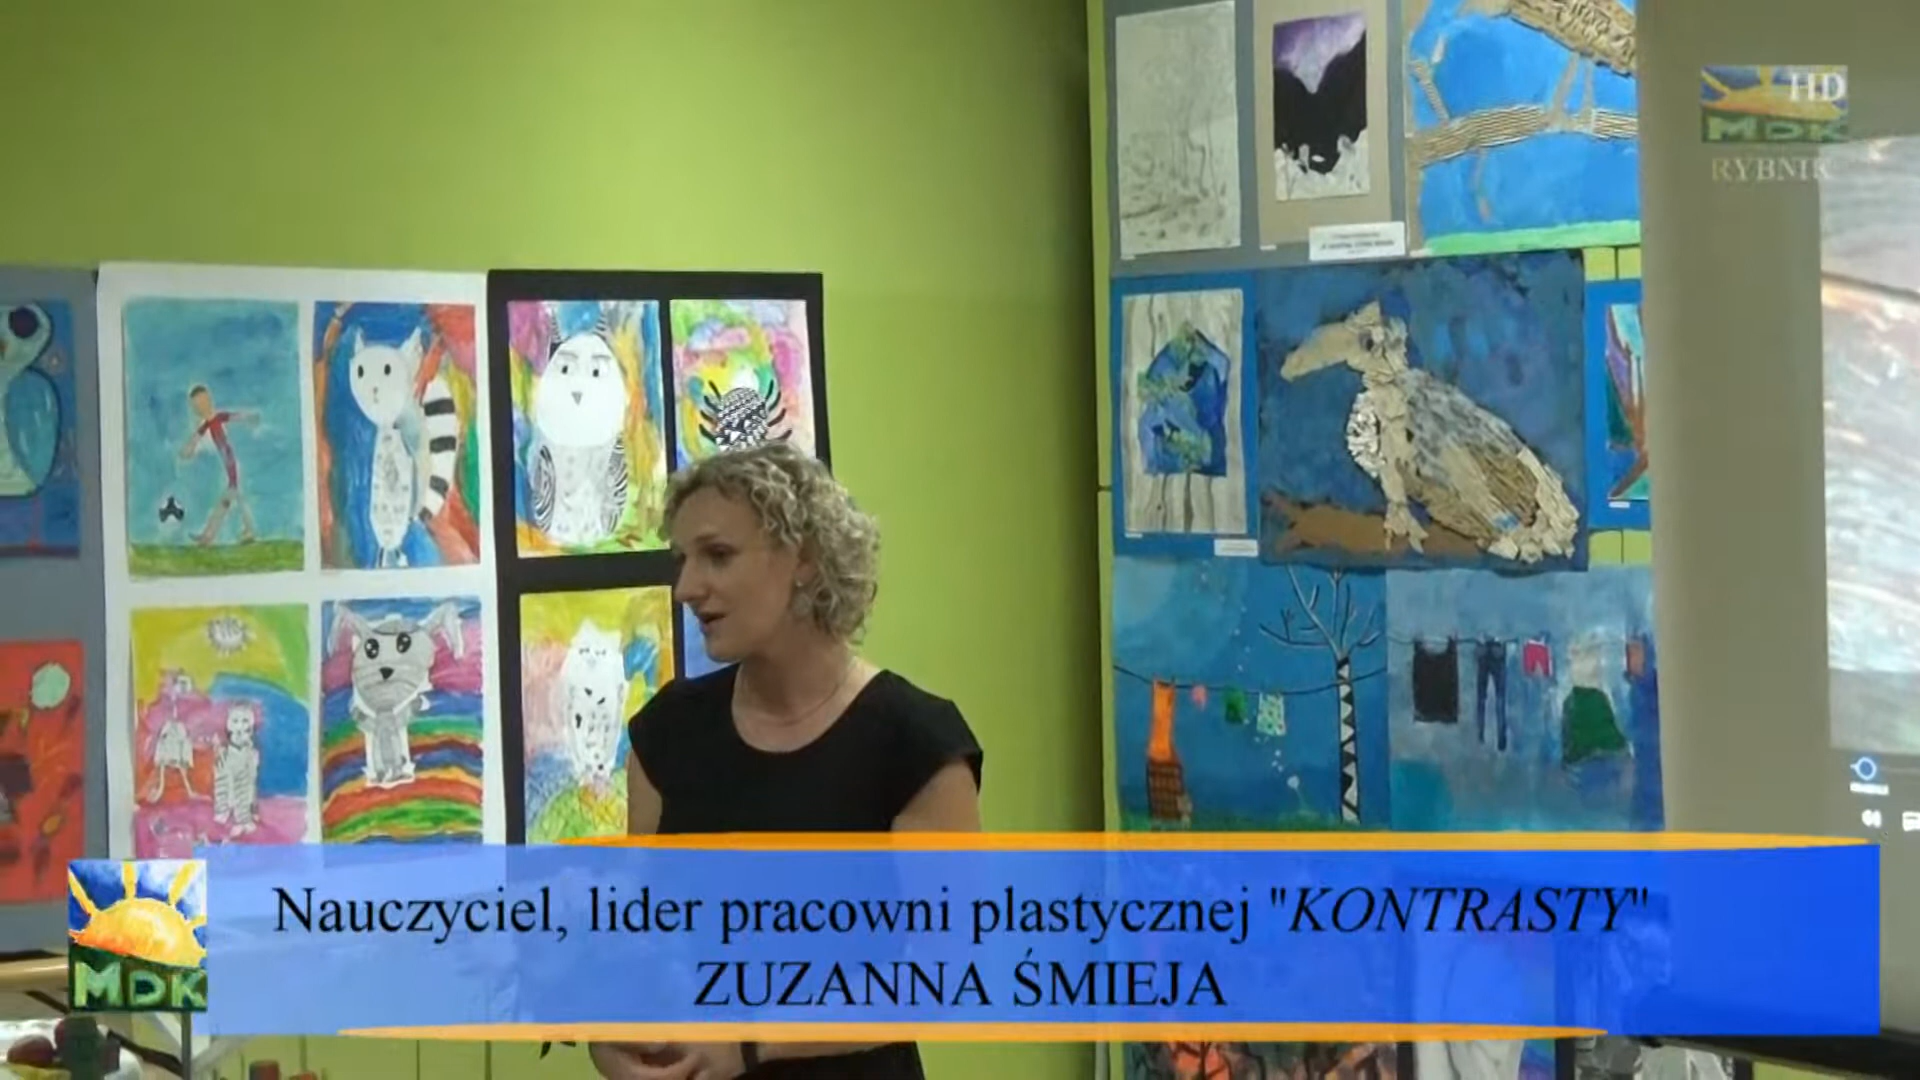 HD
MDK
RYBNIK
Nauczyciel, lider pracowni plastycznej "KONTRASTY"
ZUZANNA ŚMIEJA
MDK